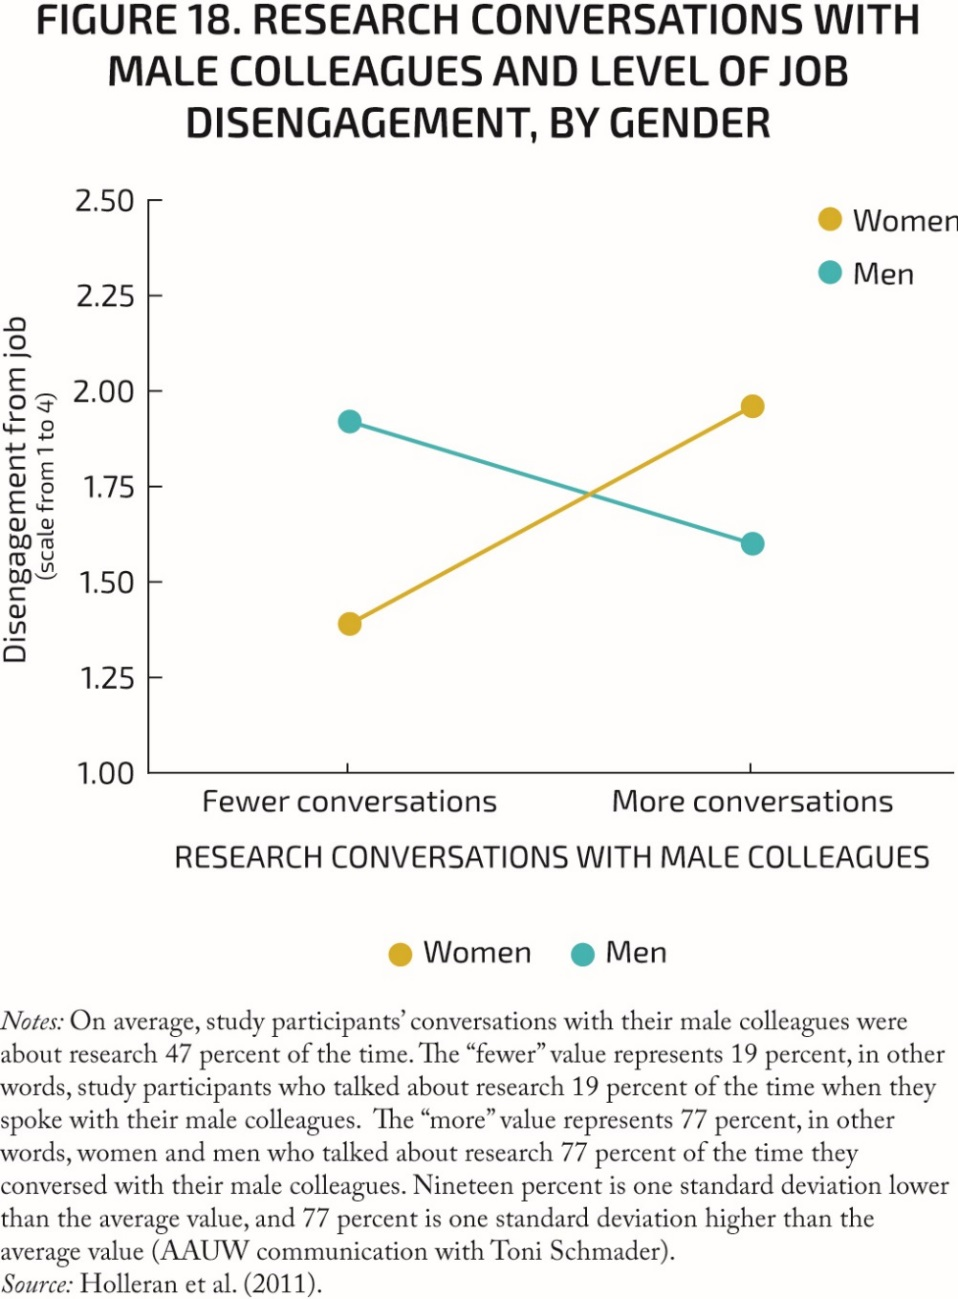 FIGURE 18. RESEARCH CONVERSATIONS WITH
MALE COLLEAGUES AND LEVEL OF JOB
DISENGAGEMENT, BY GENDER
2.50
2.25
2.00
1.75
1.50
1.25
1.00
Disengagement from job
(scale from 1 to 4)
Women
Men
Fewer conversations
More conversations
RESEARCH CONVERSATIONS WITH MALE COLLEAGUES
Women
Men
Notes: On average, study participants’ conversations with their male colleagues were
about research 47 percent of the time. The “fewer” value represents 19 percent, in other
words, study participants who talked about research 19 percent of the time when they
spoke with their male colleagues. The “more” value represents 77 percent, in other
words, women and men who talked about research 77 percent of the time they
conversed with their male colleagues. Nineteen percent is one standard deviation lower
than the average value, and 77 percent is one standard deviation higher than the
average value (AAUW communication with Toni Schmader).
Source: Holleran et al. (2011).